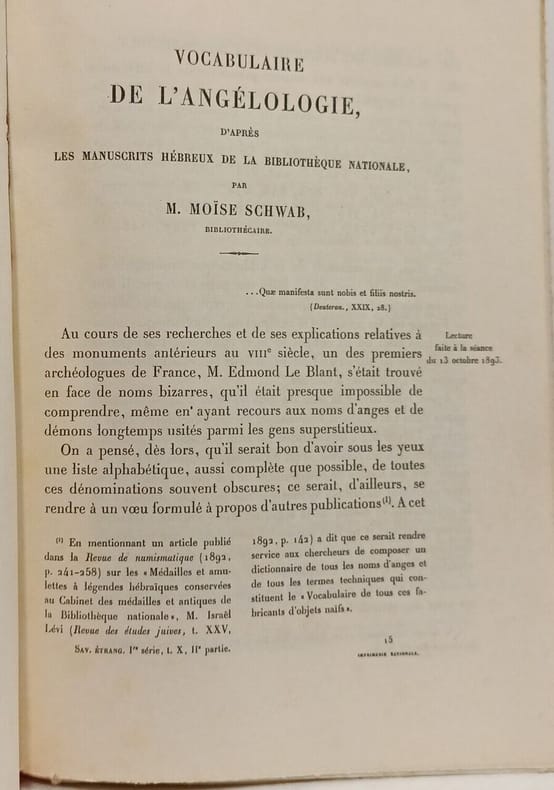 VOCABULAIRE
DE L'ANGÉLOLOGIE,
D'APRÈS
LES MANUSCRITS HÉBREUX DE LA BIBLIOTHÈQUE NATIONALE,
PAR
M. MOÏSE SCHWAB,
BIBLIOTHÉCAIRE.
...Quæ manifesta sunt nobis et filiis nostris.
(Deuteron., XXIX, 28.)
Au cours de ses recherches et de ses explications relatives à
des monuments antérieurs au VIIIe siècle, un des premiers
archéologues de France, M. Edmond Le Blant, s'était trouvé
en face de noms bizarres, qu'il était presque impossible de
comprendre, même en' ayant recours aux noms d'anges et de
démons longtemps usités parmi les gens superstitieux.
Lecture
faite à la séance
du 13 octobre 1893.
On a pensé, dès lors, qu'il serait bon d'avoir sous les yeux
une liste alphabétique, aussi complète que possible, de toutes
ces dénominations souvent obscures; ce serait, d'ailleurs, se
rendre à un vœu formulé à propos d'autres publications(1). A cet
(1) En mentionnant un article publié
dans la Revue de numismatique (1892,
p. 241-258) sur les «Médailles et amu-
lettes à légendes hébraïques conservées
au Cabinet des médailles et antiques de
la Bibliothèque nationale», M. Israël
Lévi (Revue des études juives, t. XXV,
1892, p. 142) a dit que ce serait rendre
service aux chercheurs de composer un
dictionnaire de tous les noms d'anges et
de tous les termes techniques qui con-
stituent le «Vocabulaire de tous ces fa-
bricants d'objets naïfs».
SAV. ÉTRANG. Ire série, t. X, IIe partie.
15
IMPRIMERIE NATIONALE.